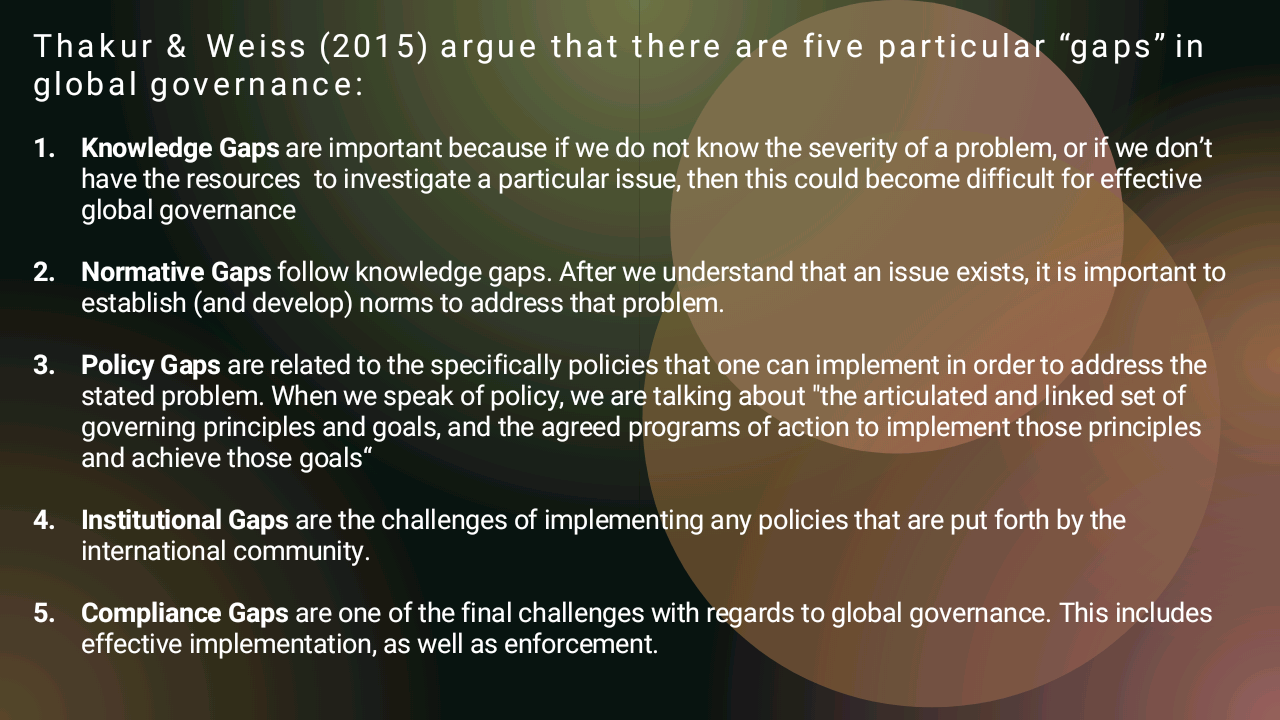 Thakur & Weiss (2015) argue that there are five particular “gaps” in
global governance:
1. Knowledge Gaps are important because if we do not know the severity of a problem, or if we don’t
have the resources  to investigate a particular issue, then this could become difficult for effective
global governance
2. Normative Gaps follow knowledge gaps. After we understand that an issue exists, it is important to
establish (and develop) norms to address that problem.
3. Policy Gaps are related to the specifically policies that one can implement in order to address the
stated problem. When we speak of policy, we are talking about "the articulated and linked set of
governing principles and goals, and the agreed programs of action to implement those principles
and achieve those goals“
4. Institutional Gaps are the challenges of implementing any policies that are put forth by the
international community.
5. Compliance Gaps are one of the final challenges with regards to global governance. This includes
effective implementation, as well as enforcement.